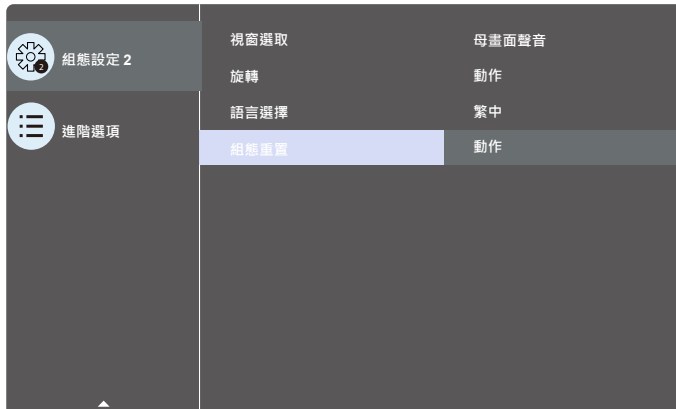 視窗選取 母畫面聲音
2 組態設定 2
旋轉 動作
語言選擇 繁中
進階選項
組態重置 動作